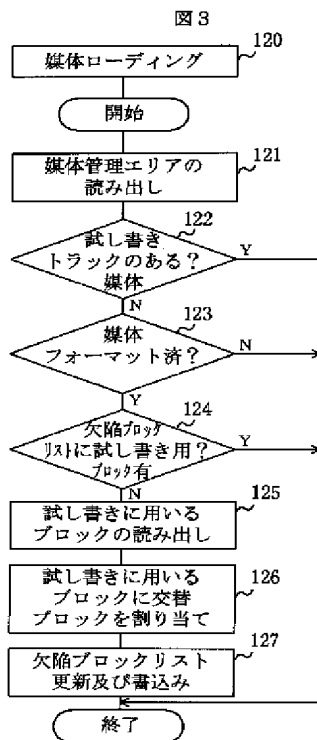 図3
120
媒体ローディング
開始
121
媒体管理エリアの
読み出し
122
試し書き
トラックのある?
媒体
Y
N
123
媒体
フォーマット済?
N
Y
124
欠陥ブロック
リストに試し書き用?
ブロック有
Y
N
125
試し書きに用いる
ブロックの読み出し
126
試し書きに用いる
ブロックに交替
ブロックを割り当て
127
欠陥ブロックリスト
更新及び書込み
終了